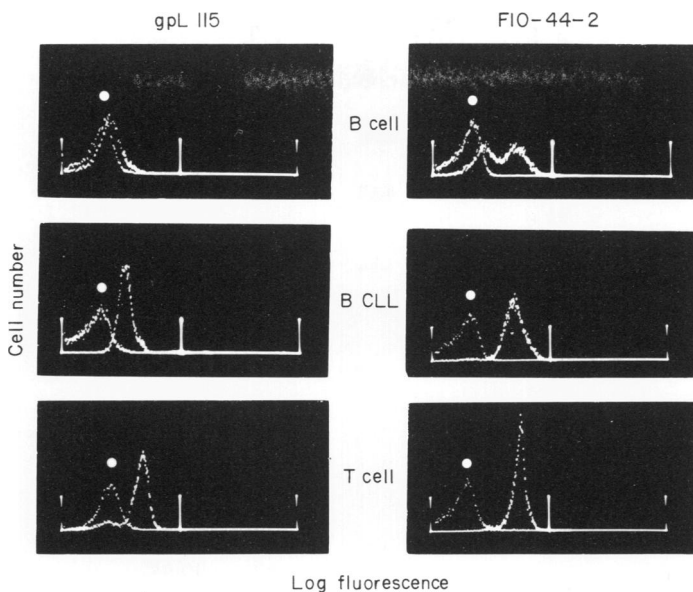 gpL 115
F10-44-2
B cell
B CLL
T cell
Cell number
Log fluorescence